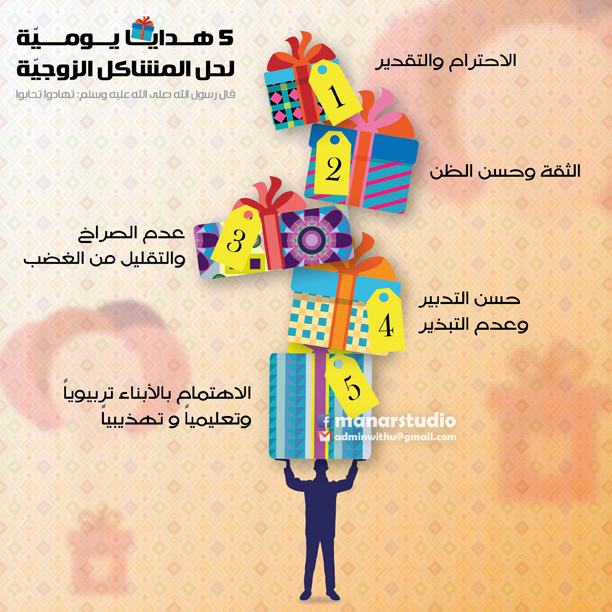 5 هدايا يوميّة
لحل المشاكل الزوجيّة
قال رسول الله صلى الله عليه وسلم: تهادوا تحابوا
1
الاحترام والتقدير
2
الثقة وحسن الظن
3
عدم الصراخ
والتقليل من الغضب
4
حسن التدبير
وعدم التبذير
5
الاهتمام بالأبناء تربيوياً
وتعليمياً و تهذيبياً
f manarstudio
adminwithu@gmail.com